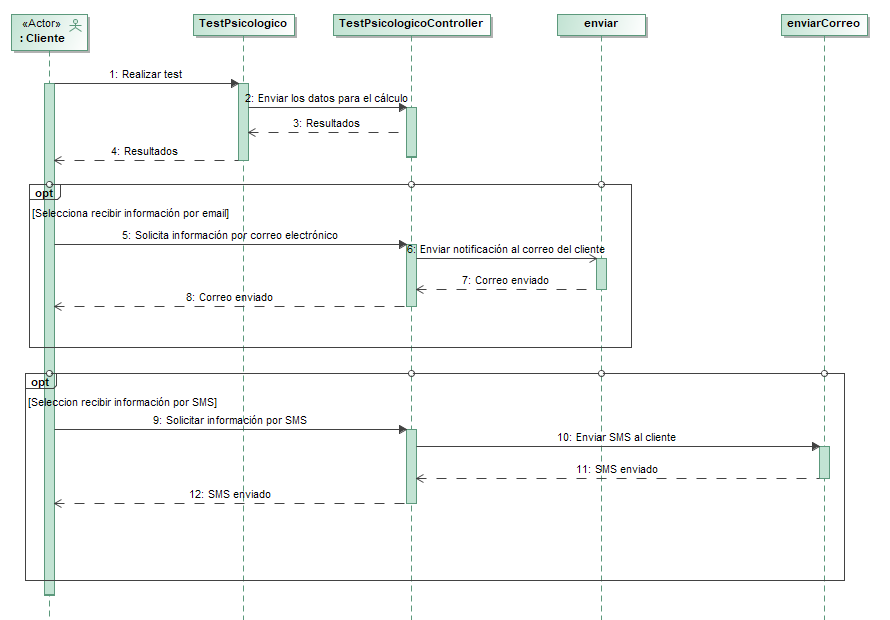 «Actor»
: Cliente
TestPsicologico
TestPsicologicoController
enviar
enviarCorreo
1: Realizar test
2: Enviar los datos para el cálculo
3: Resultados
4: Resultados
opt
[Selecciona recibir información por email]
5: Solicita información por correo electrónico
6: Enviar notificación al correo del cliente
7: Correo enviado
8: Correo enviado
opt
[Seleccion recibir información por SMS]
9: Solicitar información por SMS
10: Enviar SMS al cliente
11: SMS enviado
12: SMS enviado